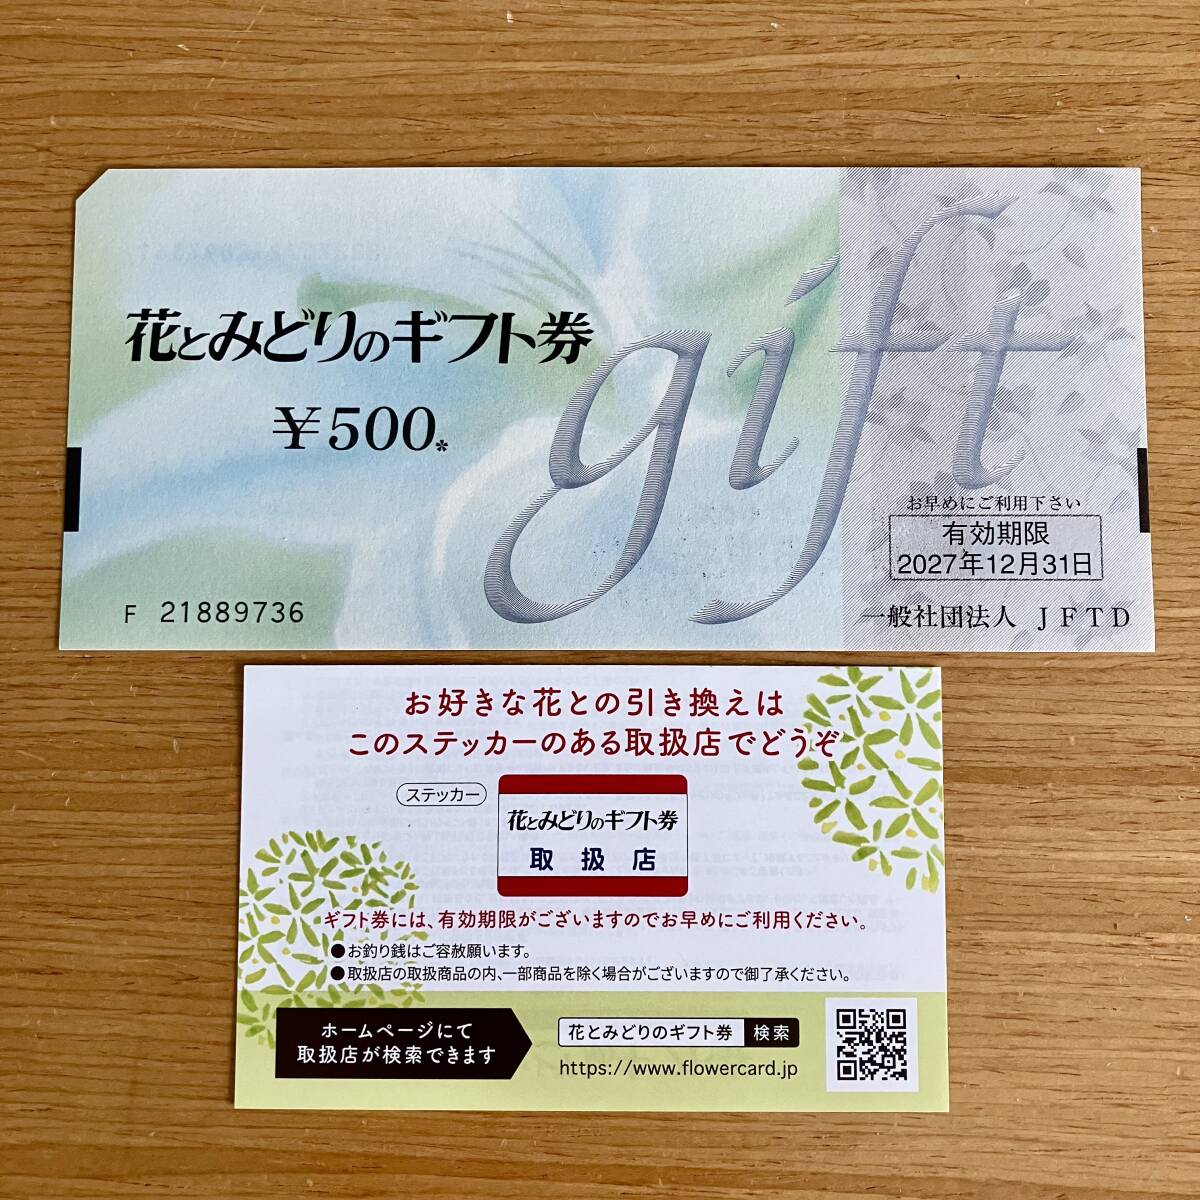 花とみどりのギフト券
¥500*
gift
お早めにご利用下さい
有効期限
2027年12月31日
F 21889736
一般社団法人 JFTD
お好きな花との引き換えは
このステッカーのある取扱店でどうぞ
ステッカー
花とみどりのギフト券
取扱店
ギフト券には、有効期限がございますのでお早めにご利用ください。
●お釣り銭はご容赦願います。
●取扱店の取扱商品の内、一部商品を除く場合がございますので御了承ください。
ホームページにて
取扱店が検索できます
花とみどりのギフト券 検索
https://www.flowercard.jp